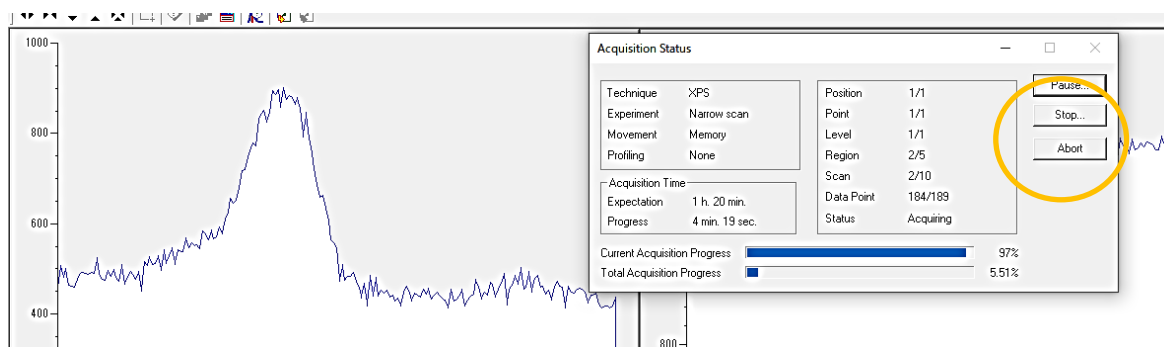 1000
800
600
400
Acquisition Status
Technique XPS
Experiment Narrow scan
Movement Memory
Profiling None
Acquisition Time
Expectation 1 h. 20 min.
Progress 4 min. 19 sec.
Position 1/1
Point 1/1
Level 1/1
Region 2/5
Scan 2/10
Data Point 184/189
Status Acquiring
Pause...
Stop...
Abort
Current Acquisition Progress 97%
Total Acquisition Progress 5.51%
800